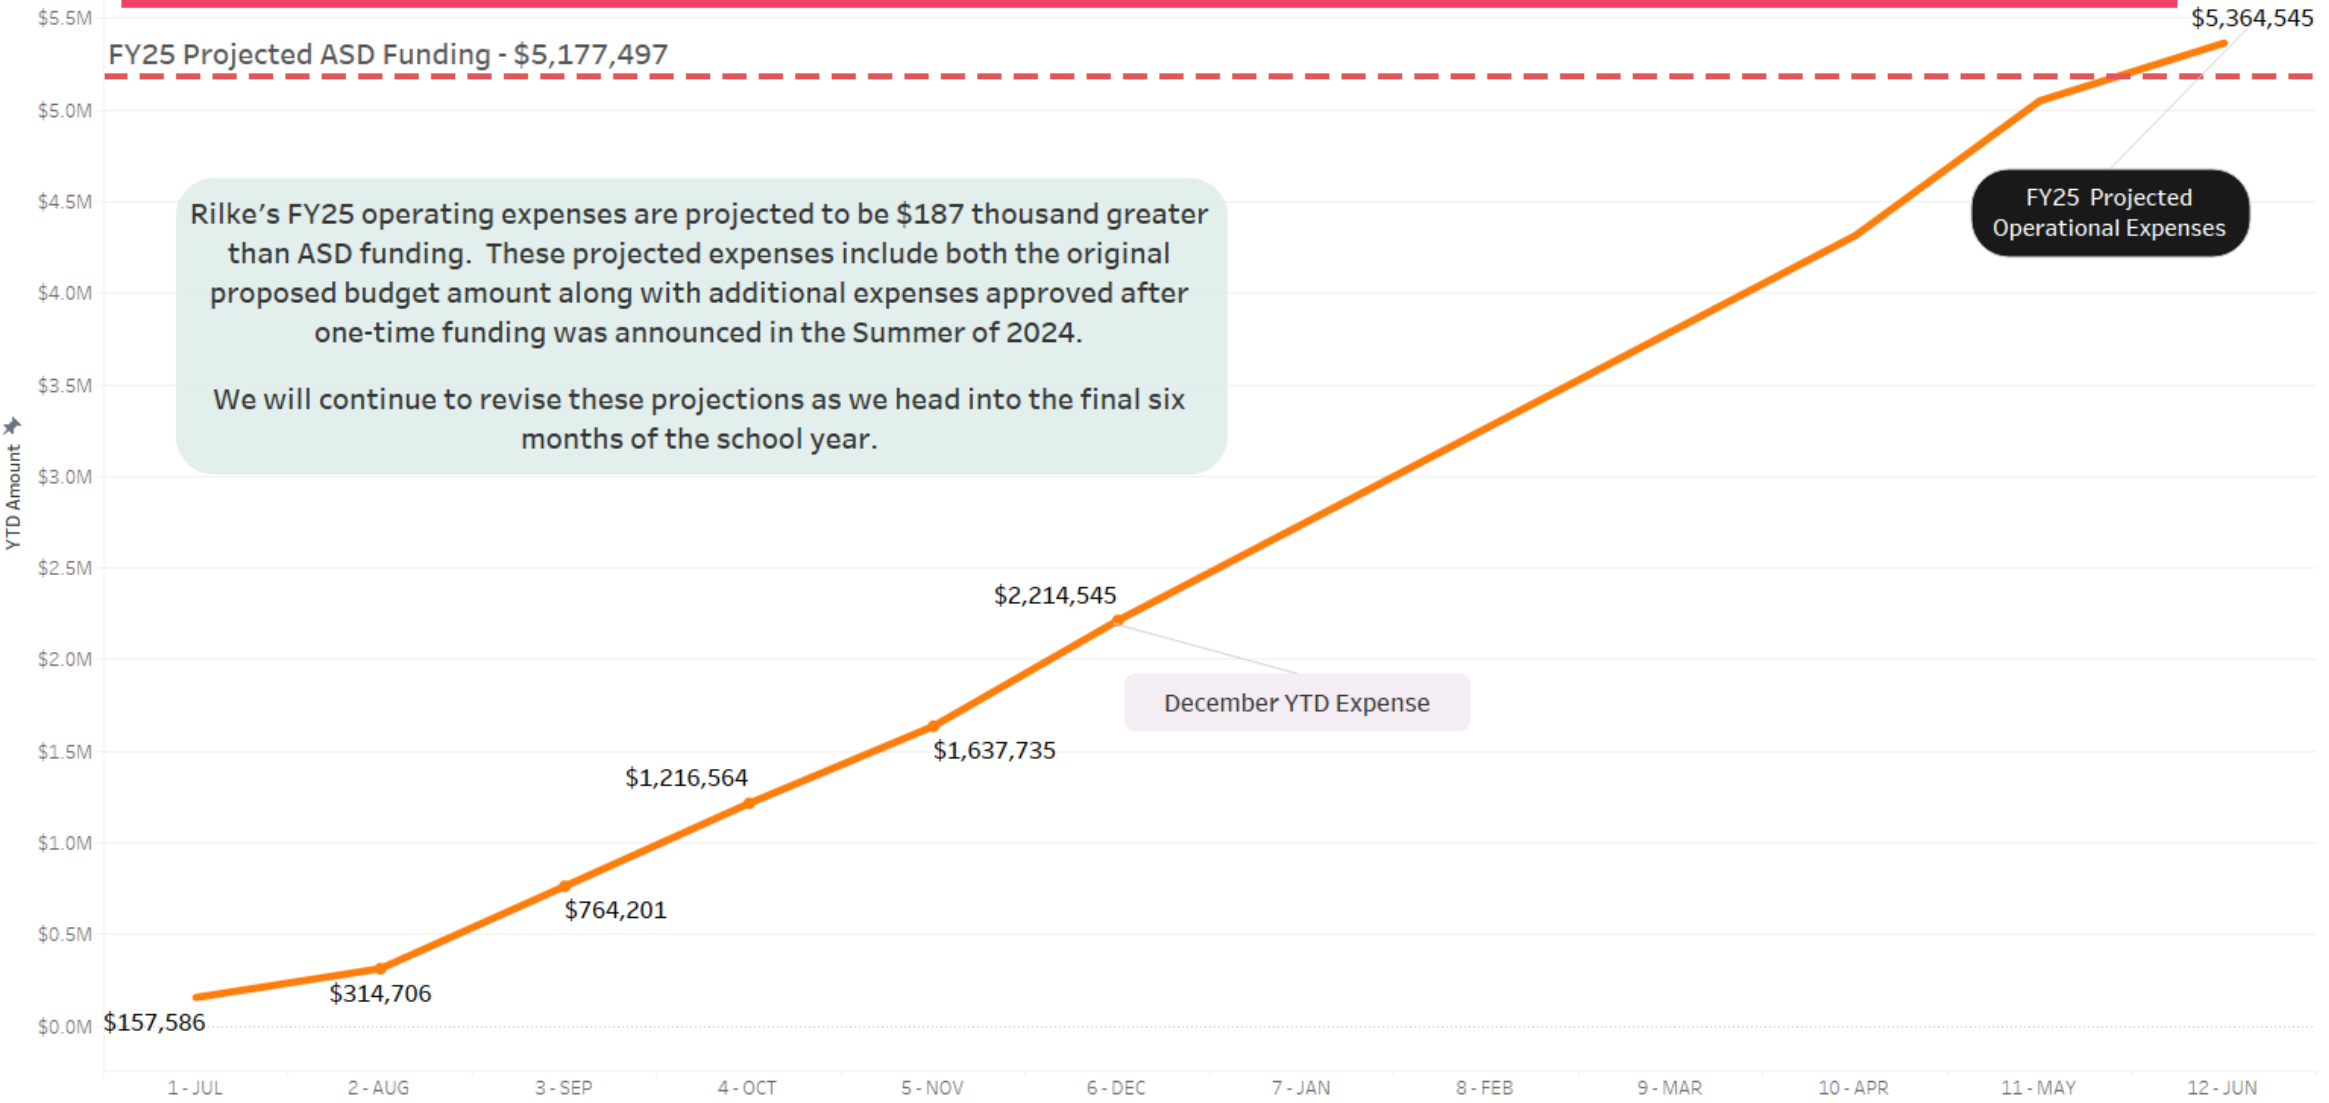 $5.5M
$5,364,545
FY25 Projected ASD Funding - $5,177,497
$5.0M
$4.5M
FY25 Projected
Operational Expenses
Rilke's FY25 operating expenses are projected to be $187 thousand greater
than ASD funding. These projected expenses include both the original
proposed budget amount along with additional expenses approved after
one-time funding was announced in the Summer of 2024.
We will continue to revise these projections as we head into the final six
months of the school year.
$4.0M
$3.5M
YTD Amount
$3.0M
$2.5M
$2,214,545
$2.0M
December YTD Expense
$1.5M
$1,637,735
$1,216,564
$1.0M
$764,201
$0.5M
$314,706
$0.0M
$157,586
1 - JUL
2 - AUG
3 - SEP
4 - OCT
5 - NOV
6 - DEC
7 - JAN
8 - FEB
9 - MAR
10 - APR
11 - MAY
12 - JUN